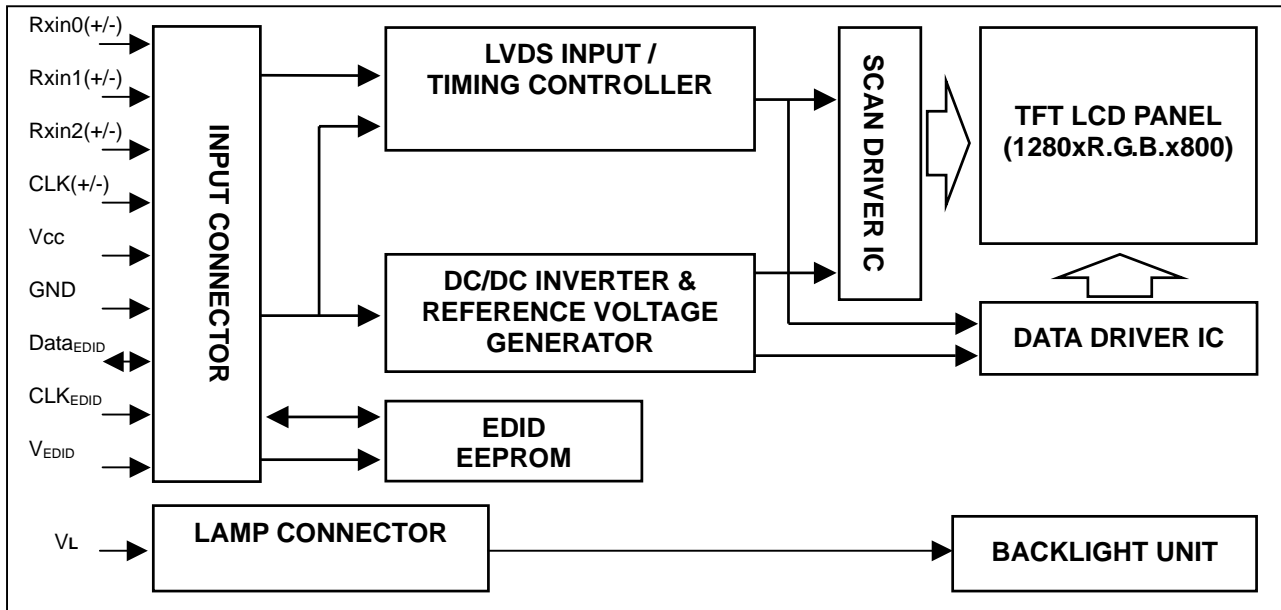 Rxin0(+/-)
Rxin1(+/-)
Rxin2(+/-)
CLK(+/-)
Vcc
GND
DataEDID
CLKEDID
VEDID
VL
INPUT CONNECTOR
LVDS INPUT /
TIMING CONTROLLER
DC/DC INVERTER &
REFERENCE VOLTAGE
GENERATOR
EDID
EEPROM
LAMP CONNECTOR
SCAN DRIVER IC
TFT LCD PANEL
(1280xR.G.B.x800)
DATA DRIVER IC
BACKLIGHT UNIT